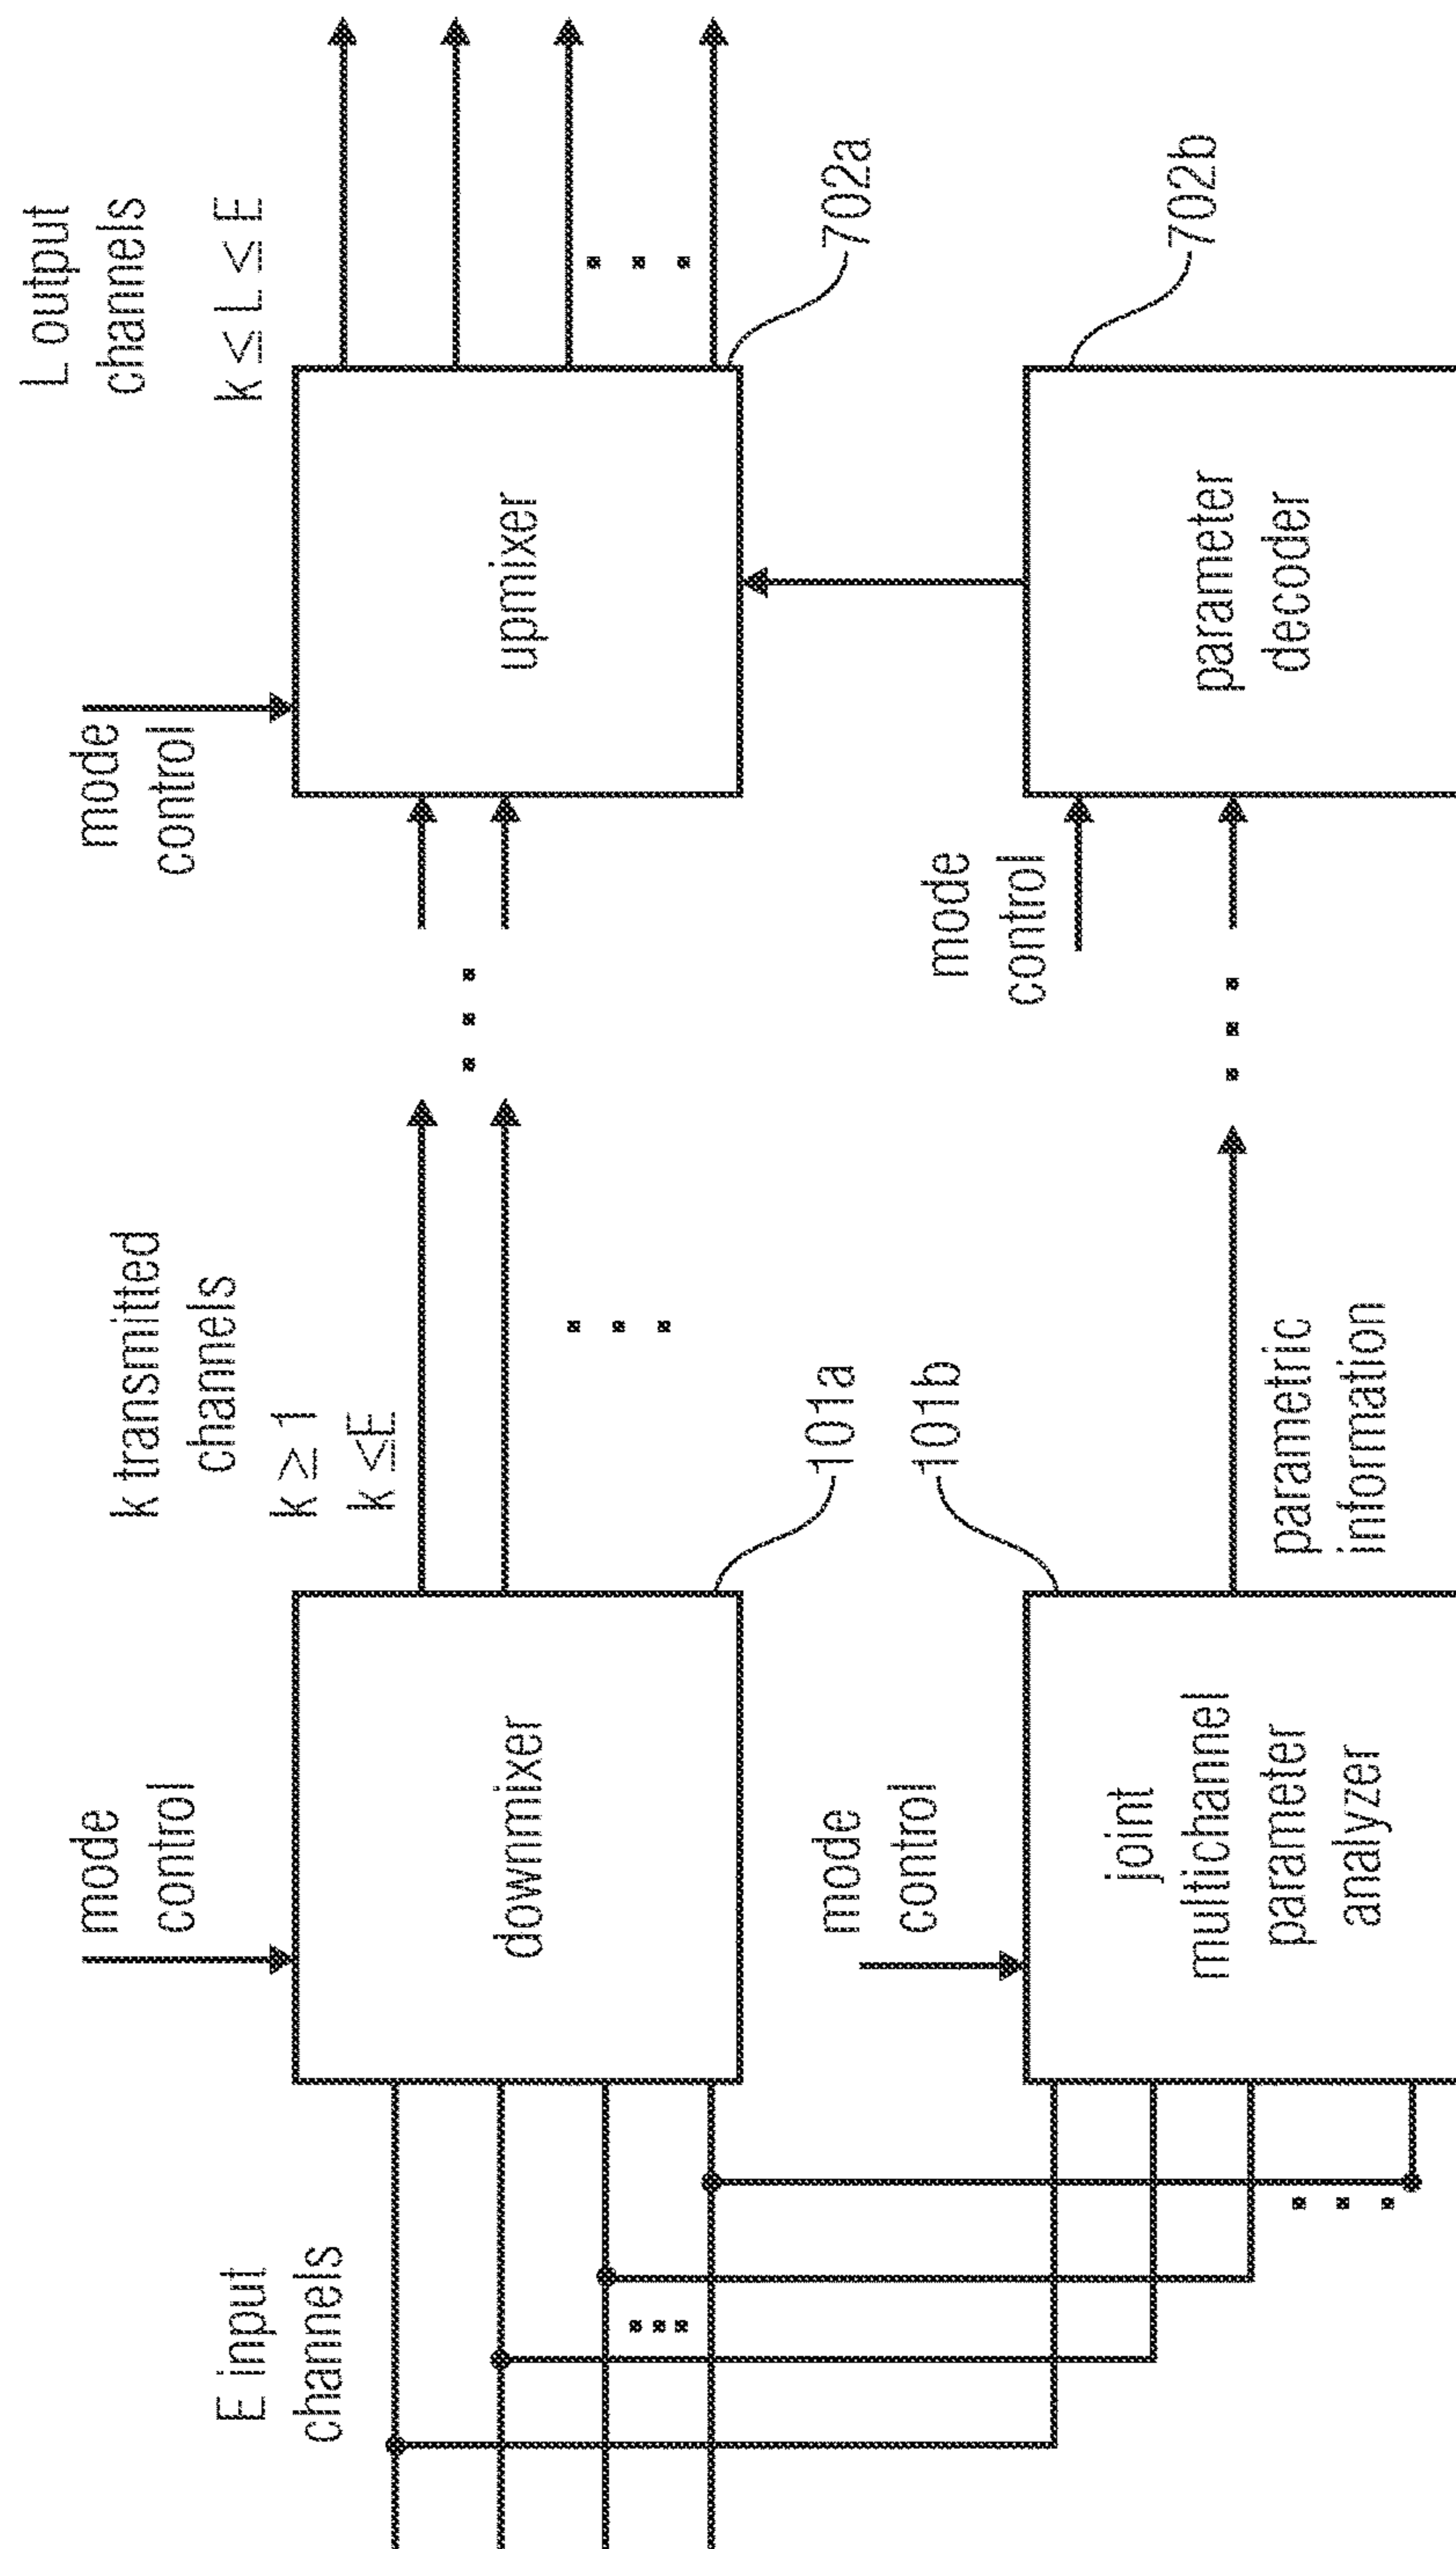 E input
channels
mode
control
downmixer
k transmitted
channels
k ≥ 1
k ≤E
101a
101b
mode
control
joint
multichannel
parameter
analyzer
parametric
information
mode
control
upmixer
L output
channels
k ≤ L ≤ E
702a
mode
control
parameter
decoder
702b